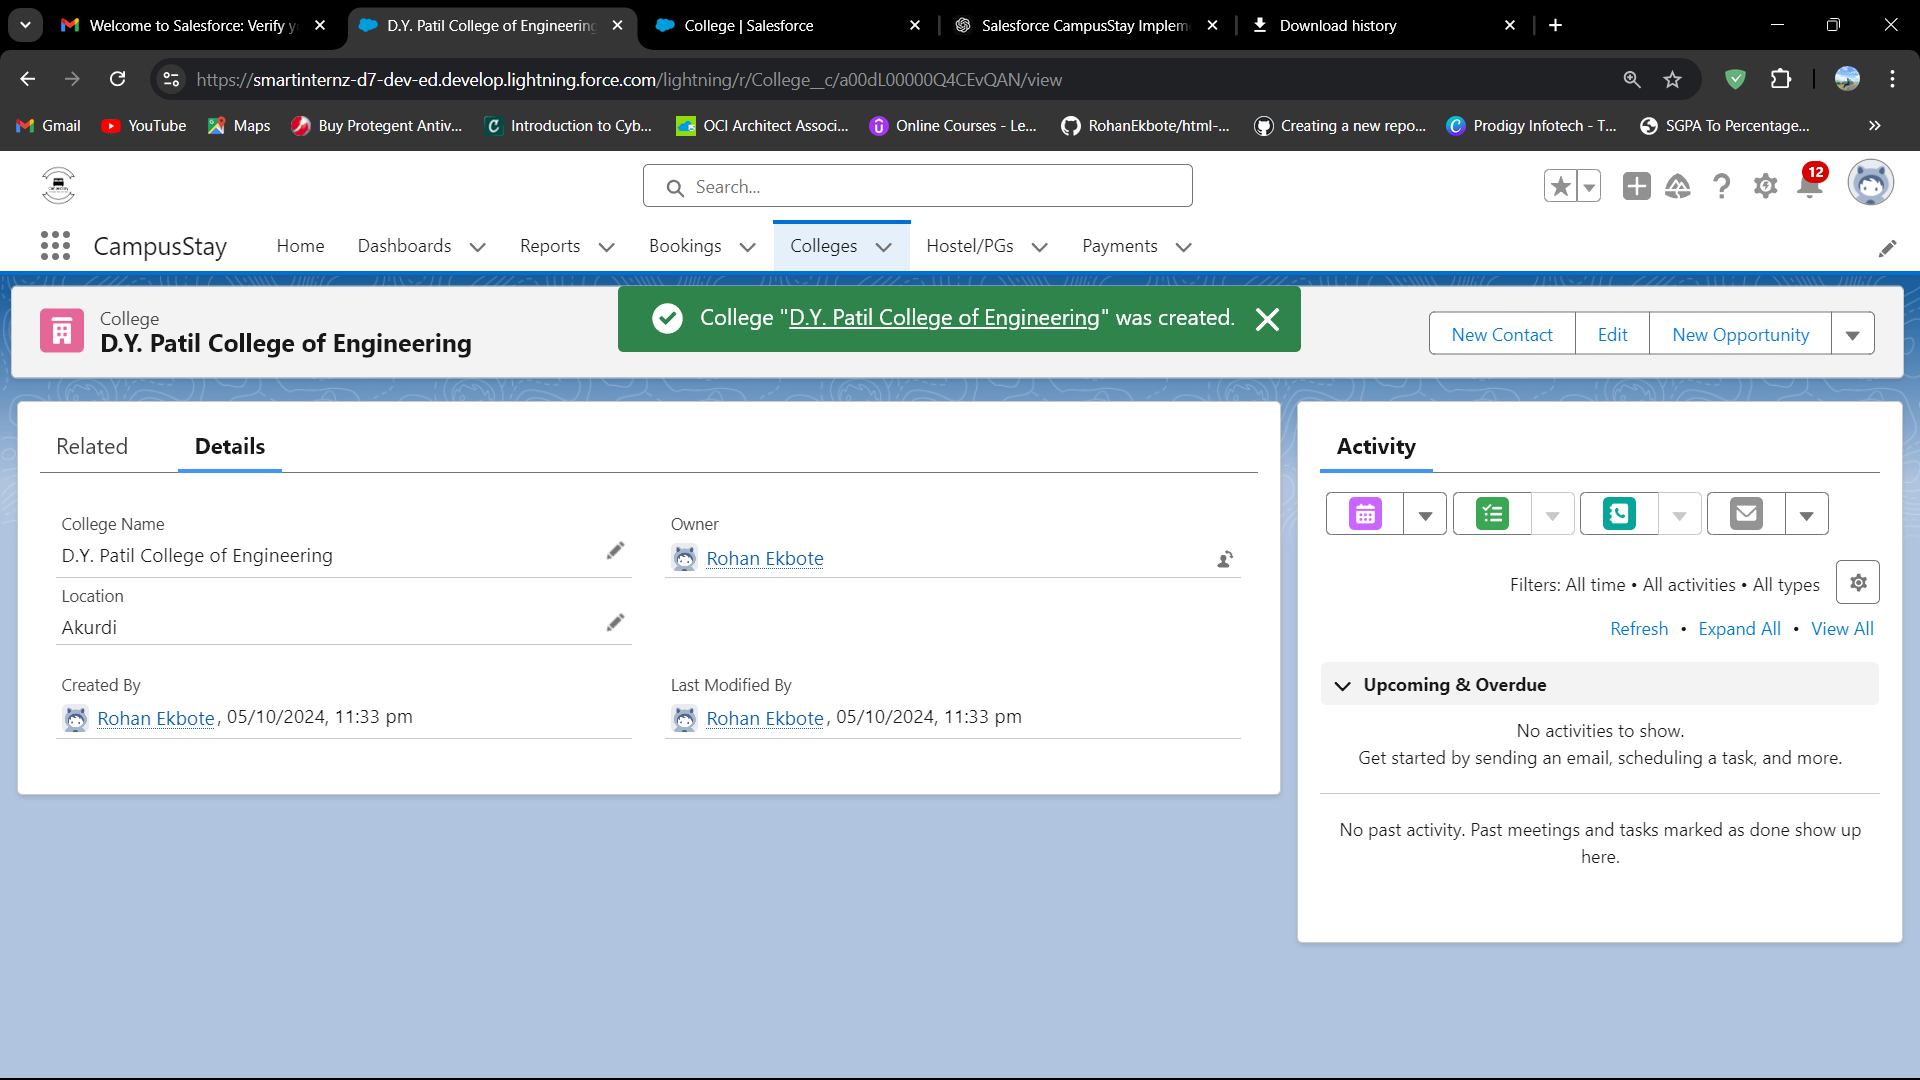 Welcome to Salesforce: Verify y
D.Y. Patil College of Engineering
College | Salesforce
Salesforce CampusStay Implem
Download history
https://smartinternz-d7-dev-ed.develop.lightning.force.com/lightning/r/College__c/a00dL00000Q4CEvQAN/view
Gmail
YouTube
Maps
Buy Protegent Antiv...
Introduction to Cyb...
OCI Architect Associ...
Online Courses - Le...
RohanEkbote/html-...
Creating a new repo...
Prodigy Infotech - T...
SGPA To Percentage...
Search...
12
CampusStay
Home
Dashboards
Reports
Bookings
Colleges
Hostel/PGs
Payments
College
D.Y. Patil College of Engineering
College "D.Y. Patil College of Engineering" was created.
New Contact
Edit
New Opportunity
Related
Details
College Name
D.Y. Patil College of Engineering
Owner
Rohan Ekbote
Location
Akurdi
Created By
Rohan Ekbote, 05/10/2024, 11:33 pm
Last Modified By
Rohan Ekbote, 05/10/2024, 11:33 pm
Activity
Filters: All time • All activities • All types
Refresh • Expand All • View All
Upcoming & Overdue
No activities to show.
Get started by sending an email, scheduling a task, and more.
No past activity. Past meetings and tasks marked as done show up
here.